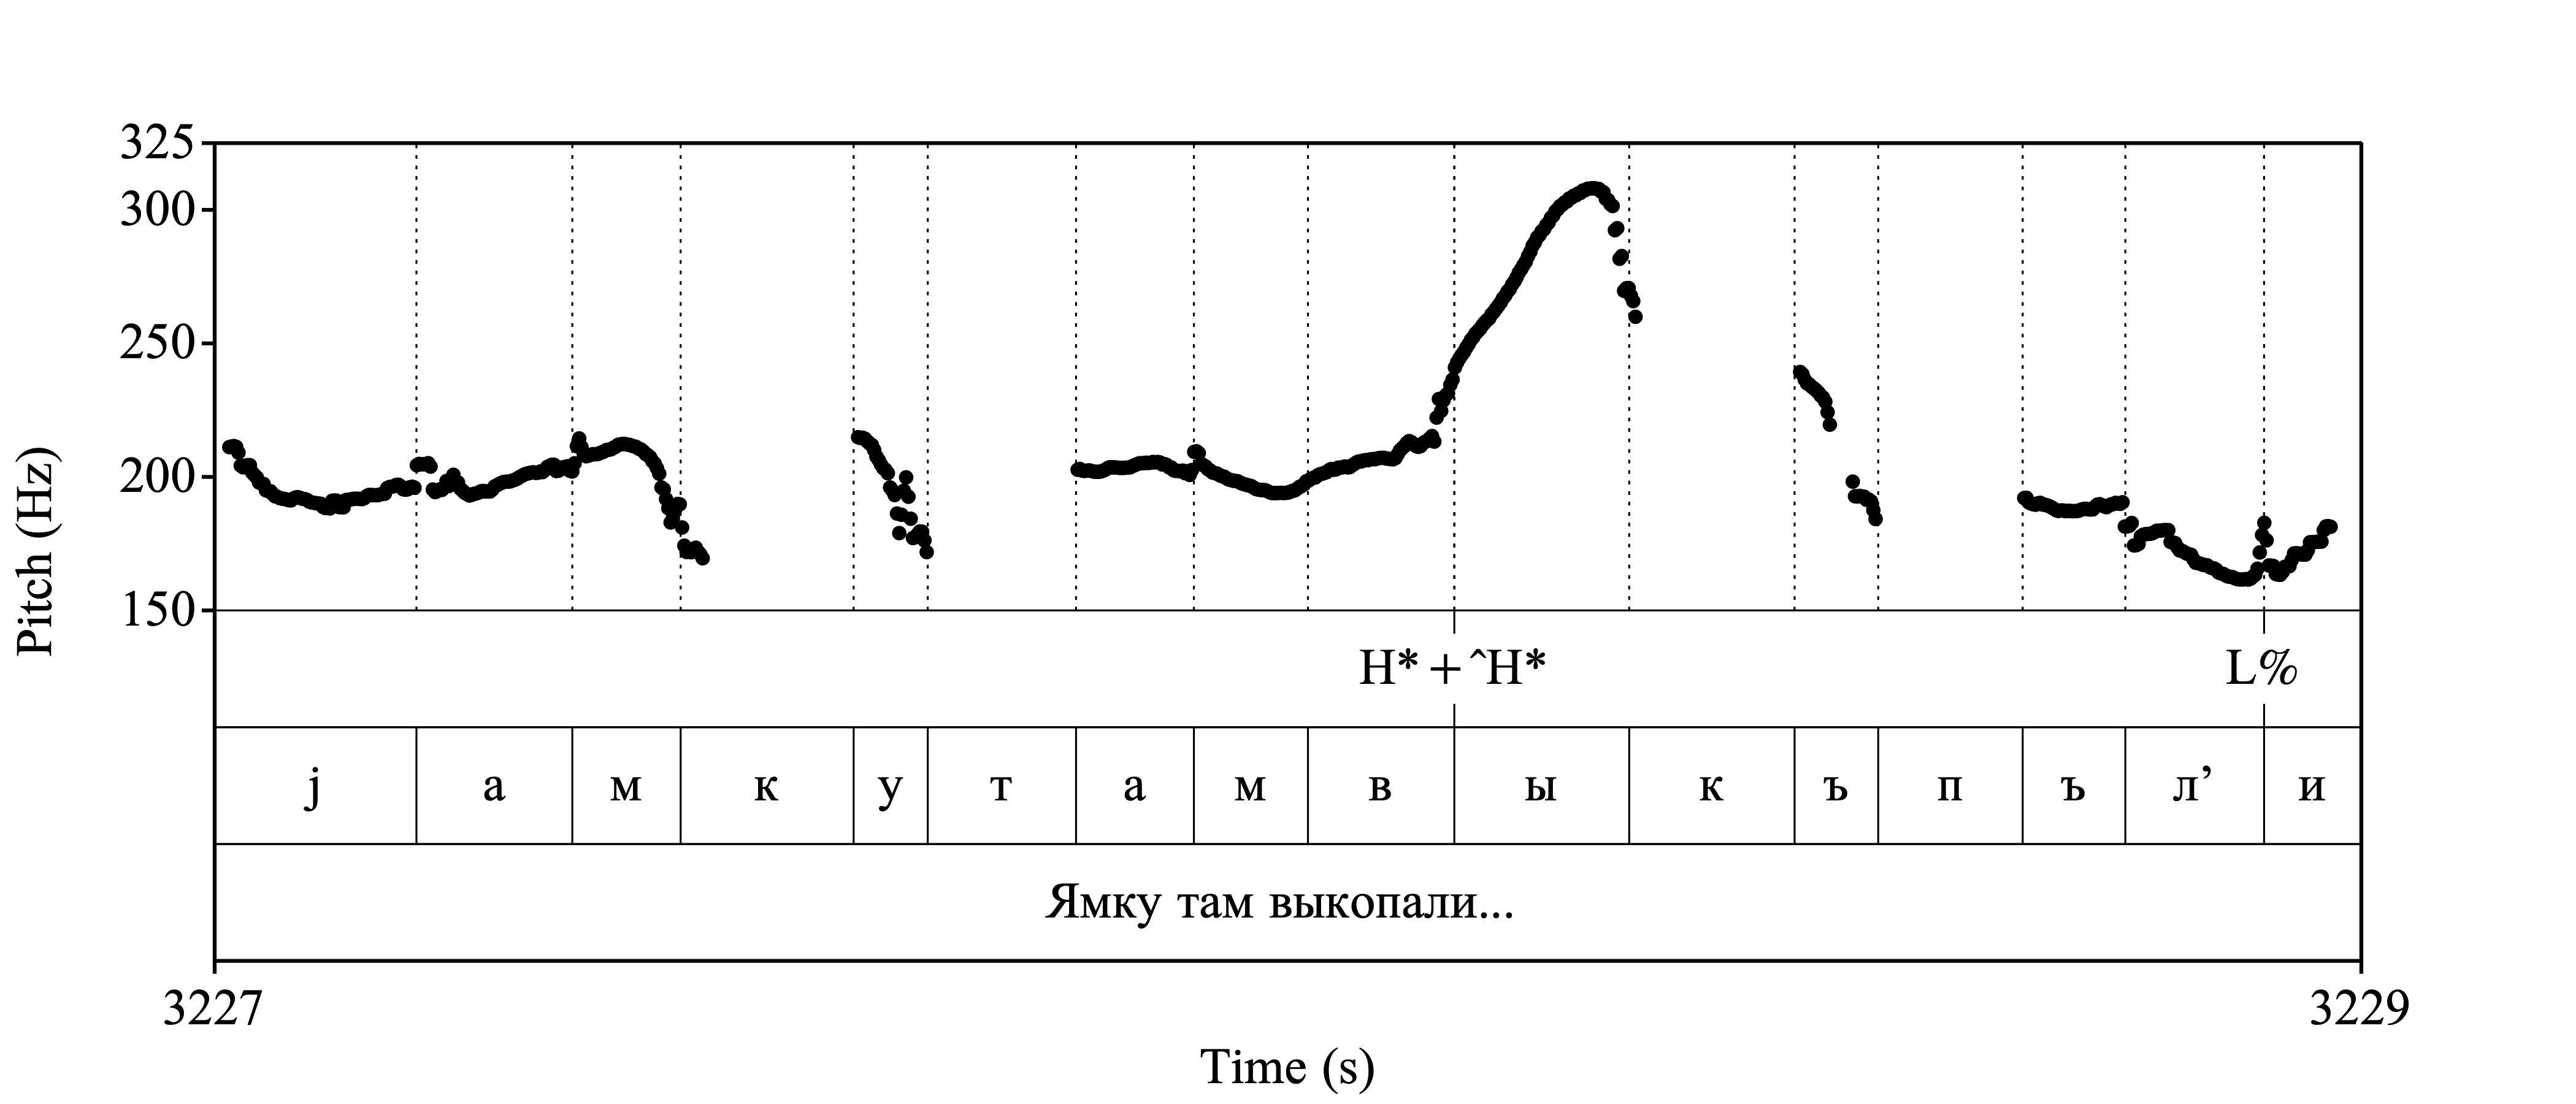 325
300
250
200
150
Pitch (Hz)
H* + ˆH* L%
j а м к у т а м в ы к ъ п ъ л’ и
Ямку там выкопали...
3227 3229
Time (s)